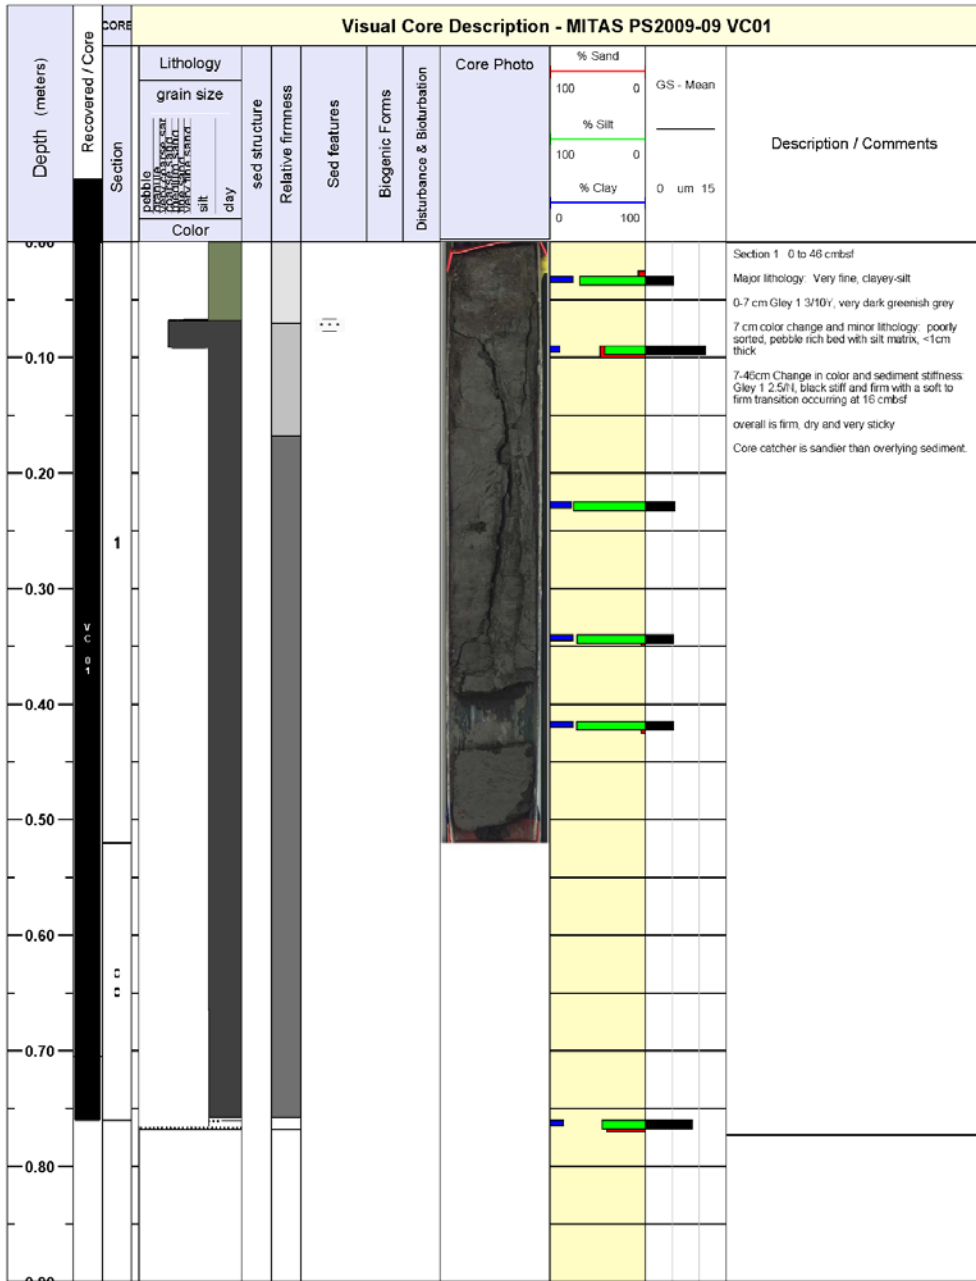 Visual Core Description - MITAS PS2009-09 VC01
Depth (meters)
Recovered / Core
CORE
Section
Lithology
grain size
pebble
granule
silt
clay
Color
sed structure
Relative firmness
Sed features
Biogenic Forms
Disturbance & Bioturbation
Core Photo
% Sand
100 0
% Silt
100 0
% Clay
0 100
GS - Mean
0 um 15
Description / Comments
0.00
0.10
0.20
0.30
0.40
0.50
0.60
0.70
0.80
0.90
VC 01
1
Section 1 0 to 46 cmbsf
Major lithology: Very fine, clayey-silt
0-7 cm Gley 1 3/10Y, very dark greenish grey
7 cm color change and minor lithology: poorly
sorted, pebble rich bed with silt matrix, <1cm
thick
7-46cm Change in color and sediment stiffness:
Gley 1 2.5/N, black stiff and firm with a soft to
firm transition occurring at 16 cmbsf
overall is firm, dry and very sticky
Core catcher is sandier than overlying sediment.